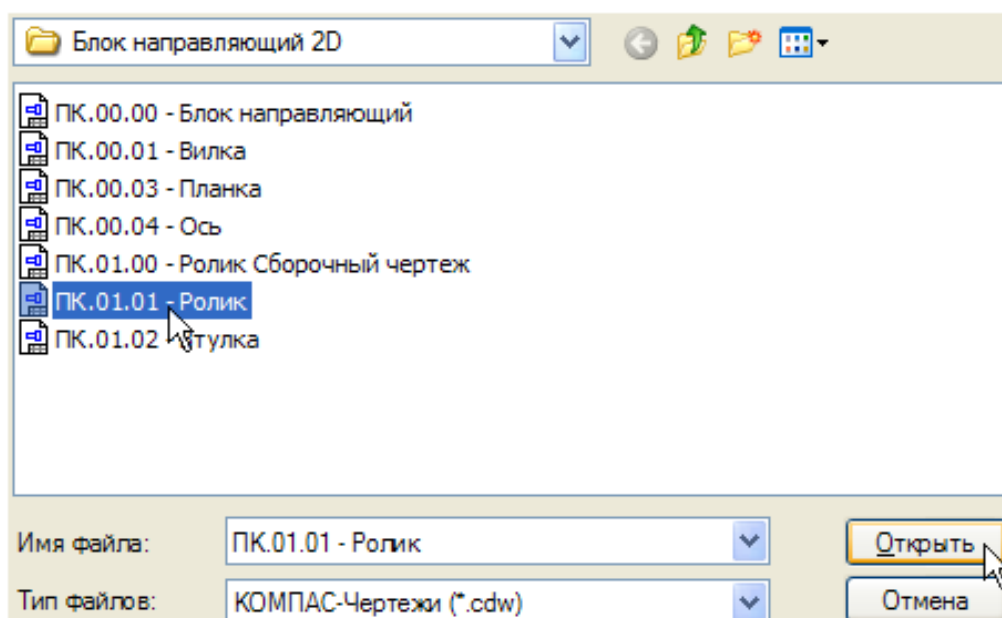 Блок направляющий 2D
ПК.00.00 - Блок направляющий
ПК.00.01 - Вилка
ПК.00.03 - Планка
ПК.00.04 - Ось
ПК.01.00 - Ролик Сборочный чертеж
ПК.01.01 - Ролик
ПК.01.02 - Втулка
Имя файла: ПК.01.01 - Ролик Открыть
Тип файлов: КОМПАС-Чертежи (*.cdw) Отмена